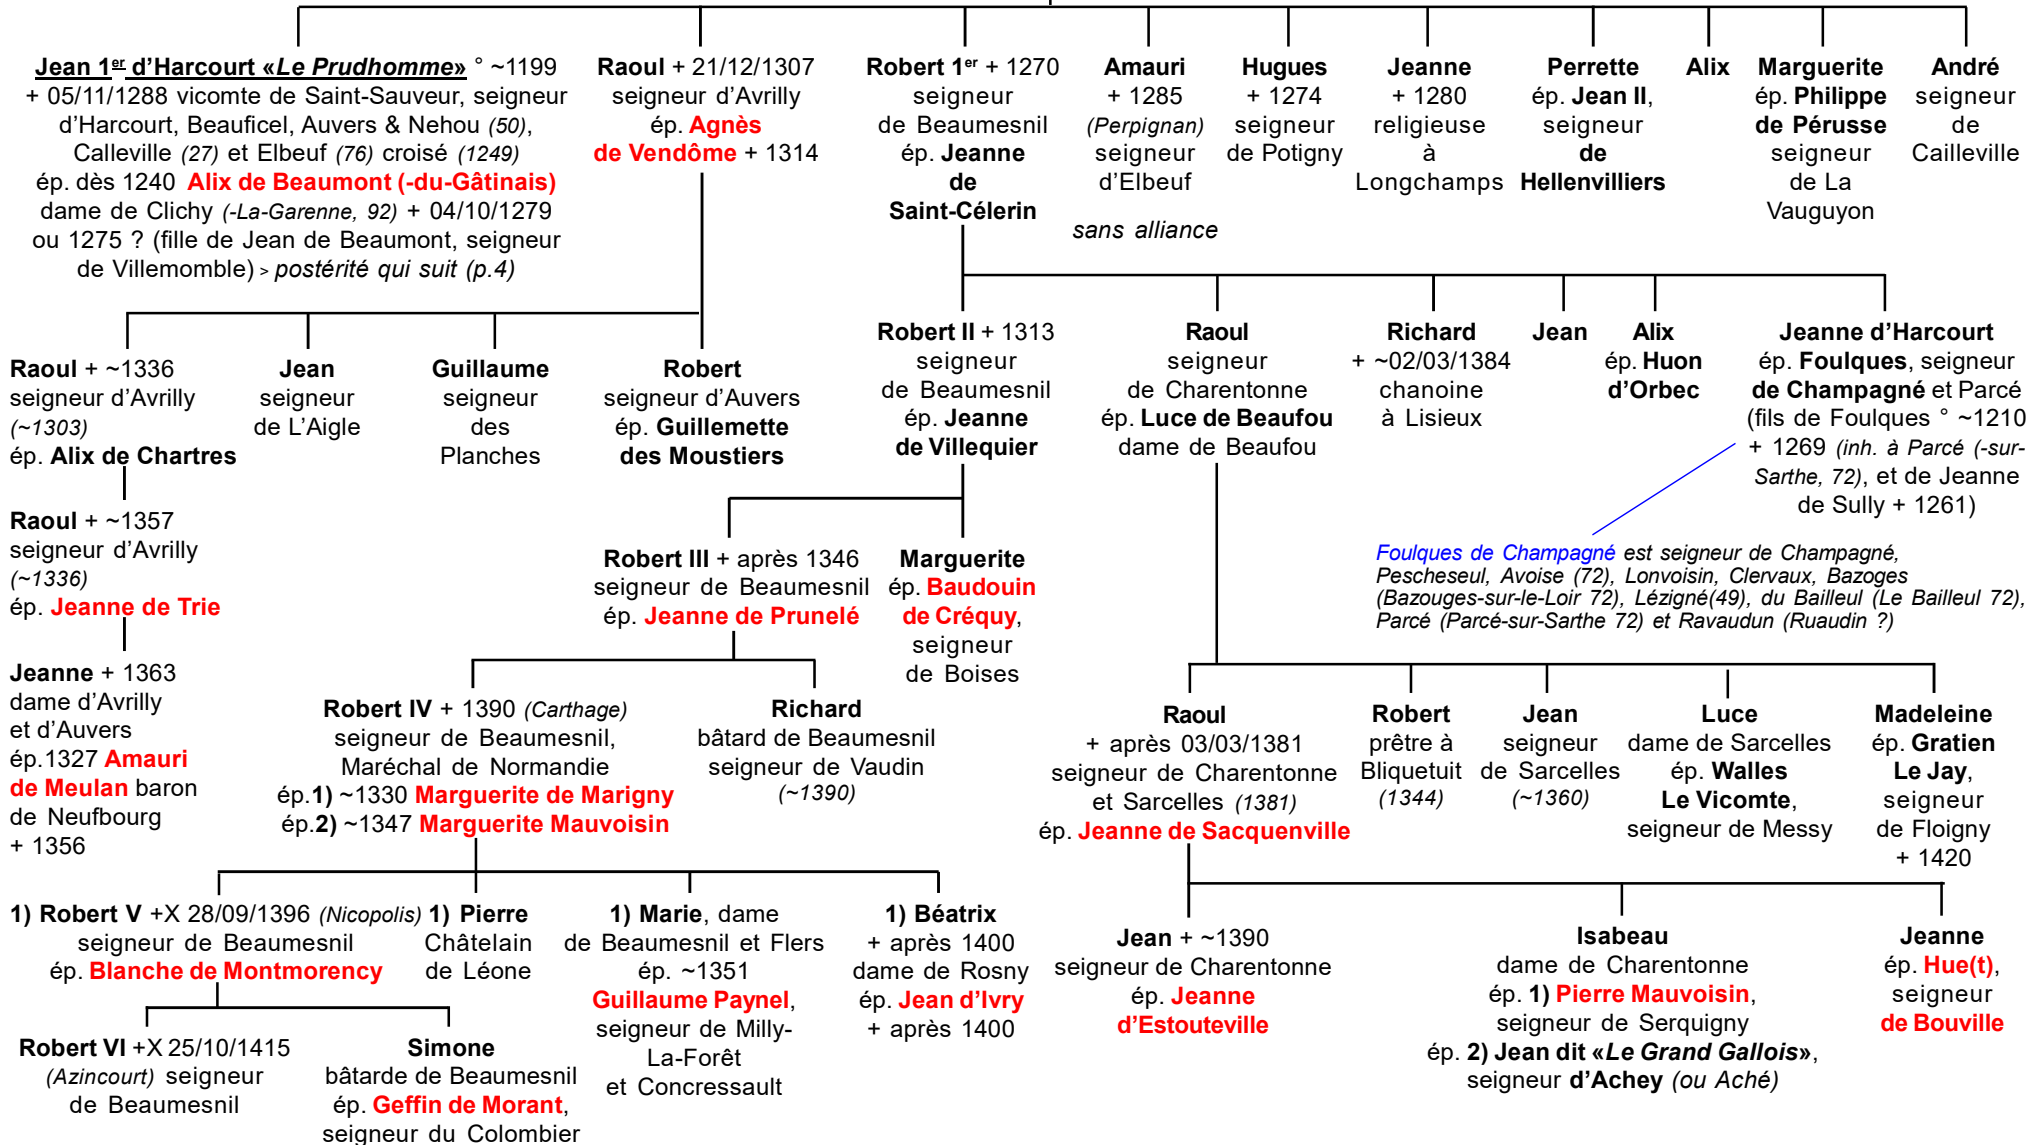 Jean 1er d’Harcourt «Le Prudhomme» ° ~1199
+ 05/11/1288 vicomte de Saint-Sauveur, seigneur
d’Harcourt, Beauficel, Auvers & Nehou (50),
Calleville (27) et Elbeuf (76) croisé (1249)
ép. dès 1240 Alix de Beaumont (-du-Gâtinais)
dame de Clichy (-La-Garenne, 92) + 04/10/1279
ou 1275 ? (fille de Jean de Beaumont, seigneur
de Villemomble) > postérité qui suit (p.4)
Raoul + 21/12/1307
seigneur d’Avrilly
ép. Agnès
de Vendôme + 1314
Robert 1er + 1270
seigneur
de Beaumesnil
ép. Jeanne
de
Saint-Célerin
Amauri
+ 1285
(Perpignan)
seigneur
d’Elbeuf
sans alliance
Hugues
+ 1274
seigneur
de Potigny
Jeanne
+ 1280
religieuse
à
Longchamps
Perrette
ép. Jean II,
seigneur
de
Hellenvilliers
Alix
Marguerite
ép. Philippe
de Pérusse
seigneur
de La
Vauguyon
André
seigneur
de
Cailleville
Raoul + ~1336
seigneur d’Avrilly
(~1303)
ép. Alix de Chartres
Jean
seigneur
de L’Aigle
Guillaume
seigneur
des
Planches
Robert
seigneur d’Auvers
ép. Guillemette
des Moustiers
Robert II + 1313
seigneur
de Beaumesnil
ép. Jeanne
de Villequier
Raoul
seigneur
de Charentonne
ép. Luce de Beaufou
dame de Beaufou
Richard
+ ~02/03/1384
chanoine
à Lisieux
Jean
Alix
ép. Huon
d’Orbec
Jeanne d’Harcourt
ép. Foulques, seigneur
de Champagné et Parcé
(fils de Foulques ° ~1210
+ 1269 (inh. à Parcé (-sur-
Sarthe, 72), et de Jeanne
de Sully + 1261)
Raoul + ~1357
seigneur d’Avrilly
(~1336)
ép. Jeanne de Trie
Robert III + après 1346
seigneur de Beaumesnil
ép. Jeanne de Prunelé
Marguerite
ép. Baudouin
de Créquy,
seigneur
de Boises
Foulques de Champagné est seigneur de Champagné,
Pescheseul, Avoise (72), Lonvoisin, Clervaux, Bazoges
(Bazouges-sur-le-Loir 72), Lézigné(49), du Bailleul (Le Bailleul 72),
Parcé (Parcé-sur-Sarthe 72) et Ravaudun (Ruaudin ?)
Jeanne + 1363
dame d’Avrilly
et d’Auvers
ép.1327 Amauri
de Meulan baron
de Neufbourg
+ 1356
Robert IV + 1390 (Carthage)
seigneur de Beaumesnil,
Maréchal de Normandie
ép.1) ~1330 Marguerite de Marigny
ép.2) ~1347 Marguerite Mauvoisin
Richard
bâtard de Beaumesnil
seigneur de Vaudin
(~1390)
Raoul
+ après 03/03/1381
seigneur de Charentonne
et Sarcelles (1381)
ép. Jeanne de Sacquenville
Robert
prêtre à
Bliquetuit
(1344)
Jean
seigneur
de Sarcelles
(~1360)
Luce
dame de Sarcelles
ép. Walles
Le Vicomte,
seigneur de Messy
Madeleine
ép. Gratien
Le Jay,
seigneur
de Floigny
+ 1420
1) Robert V +X 28/09/1396 (Nicopolis)
seigneur de Beaumesnil
ép. Blanche de Montmorency
1) Pierre
Châtelain
de Léone
1) Marie, dame
de Beaumesnil et Flers
ép. ~1351
Guillaume Paynel,
seigneur de Milly-
La-Forêt
et Concressault
1) Béatrix
+ après 1400
dame de Rosny
ép. Jean d’Ivry
+ après 1400
Jean + ~1390
seigneur de Charentonne
ép. Jeanne
d’Estouteville
Isabeau
dame de Charentonne
ép. 1) Pierre Mauvoisin,
seigneur de Serquigny
ép. 2) Jean dit «Le Grand Gallois»,
seigneur d’Achey (ou Aché)
Jeanne
ép. Hue(t),
seigneur
de Bouville
Robert VI +X 25/10/1415
(Azincourt) seigneur
de Beaumesnil
Simone
bâtarde de Beaumesnil
ép. Geffin de Morant,
seigneur du Colombier